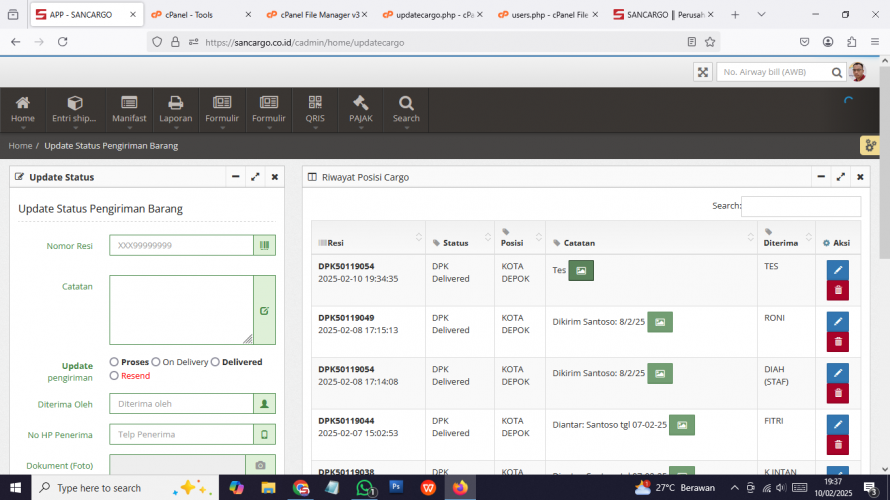 APP - SANCARGO
cPanel - Tools
cPanel File Manager v3
updatecargo.php - cPa
users.php - cPanel File
SANCARGO || Perusah
https://sancargo.co.id/cadmin/home/updatecargo
No. Airway bill (AWB)
Home
Entri ship...
Manifast
Laporan
Formulir
Formulir
QRIS
PAJAK
Search
Home / Update Status Pengiriman Barang
Update Status
Update Status Pengiriman Barang
Nomor Resi
XXX99999999
Catatan
Update pengiriman
Proses
On Delivery
Delivered
Resend
Diterima Oleh
Diterima oleh
No HP Penerima
Telp Penerima
Dokument (Foto)
Riwayat Posisi Cargo
Search:
Resi Status Posisi Catatan Diterima Aksi
DPK50119054 DPK KOTA Tes TES
2025-02-10 19:34:35 Delivered DEPOK
DPK50119049 DPK KOTA Dikirim Santoso: 8/2/25 RONI
2025-02-08 17:15:13 Delivered DEPOK
DPK50119054 DPK KOTA Dikirim Santoso: 8/2/25 DIAH
2025-02-08 17:14:08 Delivered DEPOK (STAF)
DPK50119044 DPK KOTA Diantar: Santoso tgl 07-02-25 FITRI
2025-02-07 15:02:53 Delivered DEPOK
DPK50119038 DPK KOTA
Type here to search
1
27°C Berawan
19:37
10/02/2025
3